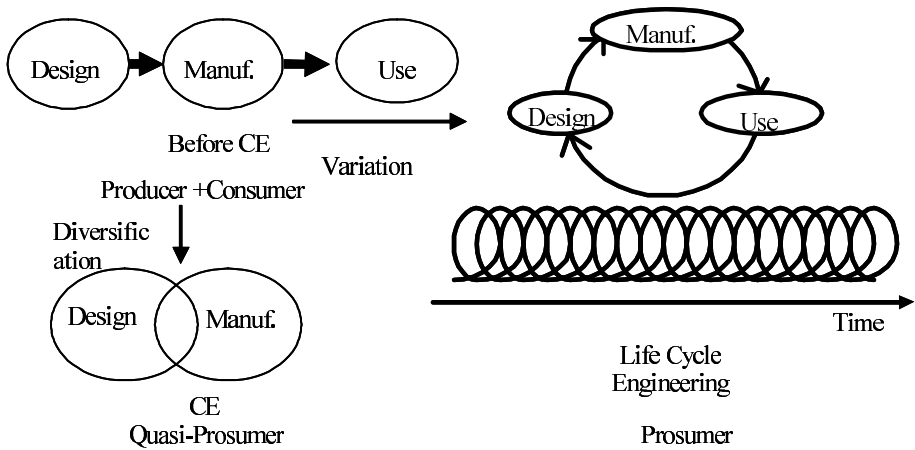 Design
Manuf.
Use
Before CE
Producer +Consumer
Diversific
ation
Design
Manuf.
CE
Quasi-Prosumer
Variation
Manuf.
Design
Use
Time
Life Cycle
Engineering
Prosumer